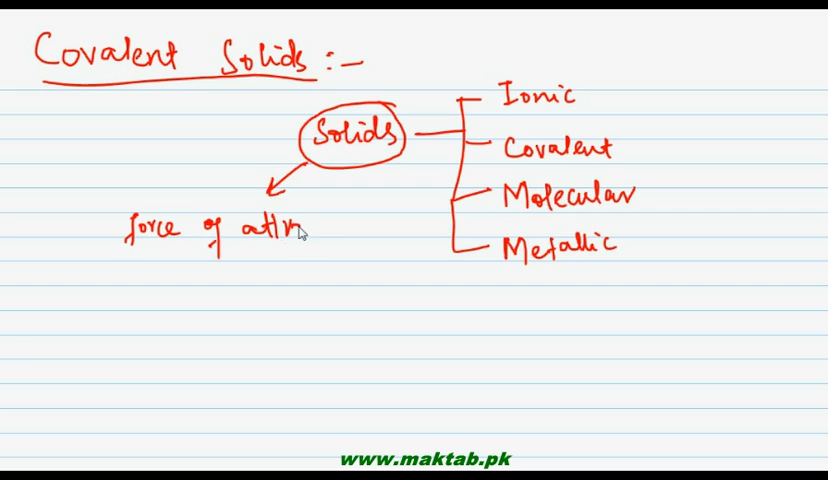 Covalent Solids :-
Solids
Ionic
Covalent
Molecular
Metallic
force of attr
www.maktab.pk